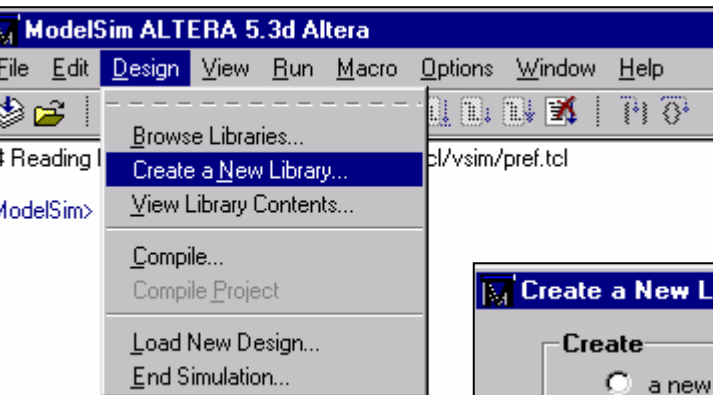 ModelSim ALTERA 5.3d Altera
File Edit Design View Run Macro Options Window Help
Browse Libraries...
# Reading cl/vsim/pref.tcl
Create a New Library...
View Library Contents...
ModelSim>
Compile...
Compile Project
Create a New L
Load New Design...
Create
End Simulation...
a new